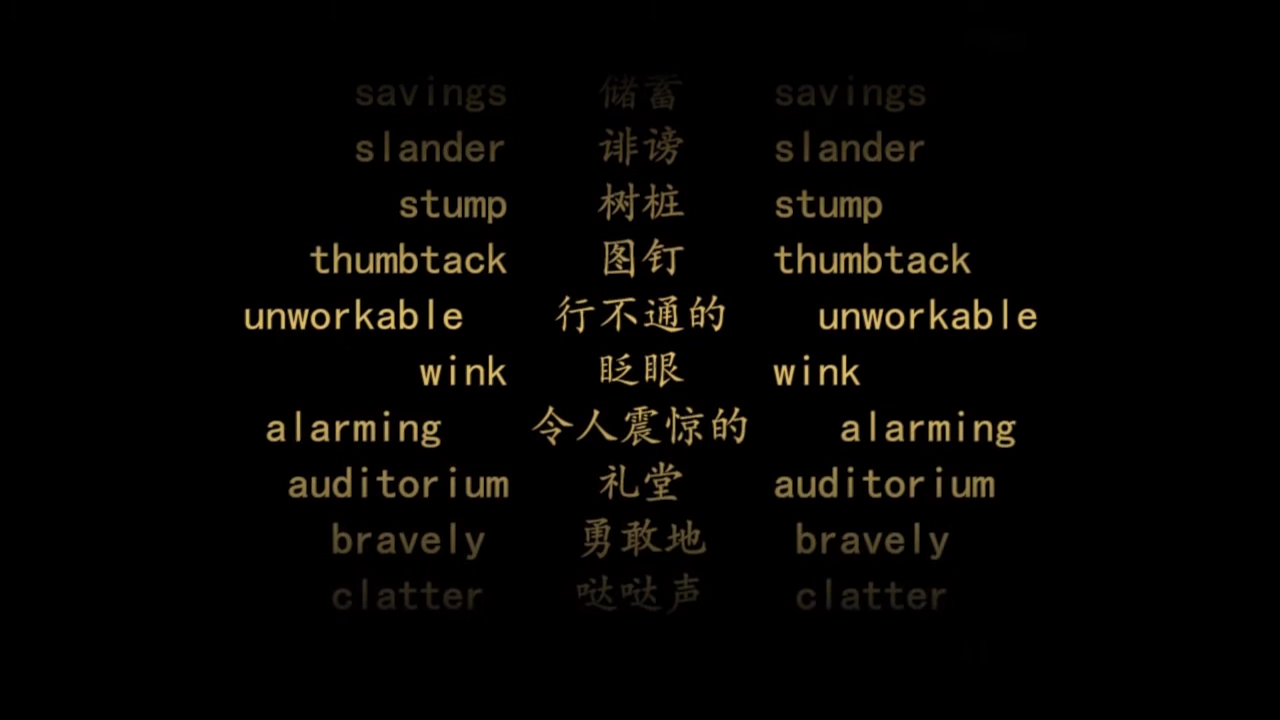 savings 储蓄 savings
slander 诽谤 slander
stump 树桩 stump
thumbtack 图钉 thumbtack
unworkable 行不通的 unworkable
wink 眨眼 wink
alarming 令人震惊的 alarming
auditorium 礼堂 auditorium
bravely 勇敢地 bravely
clatter 哒哒声 clatter